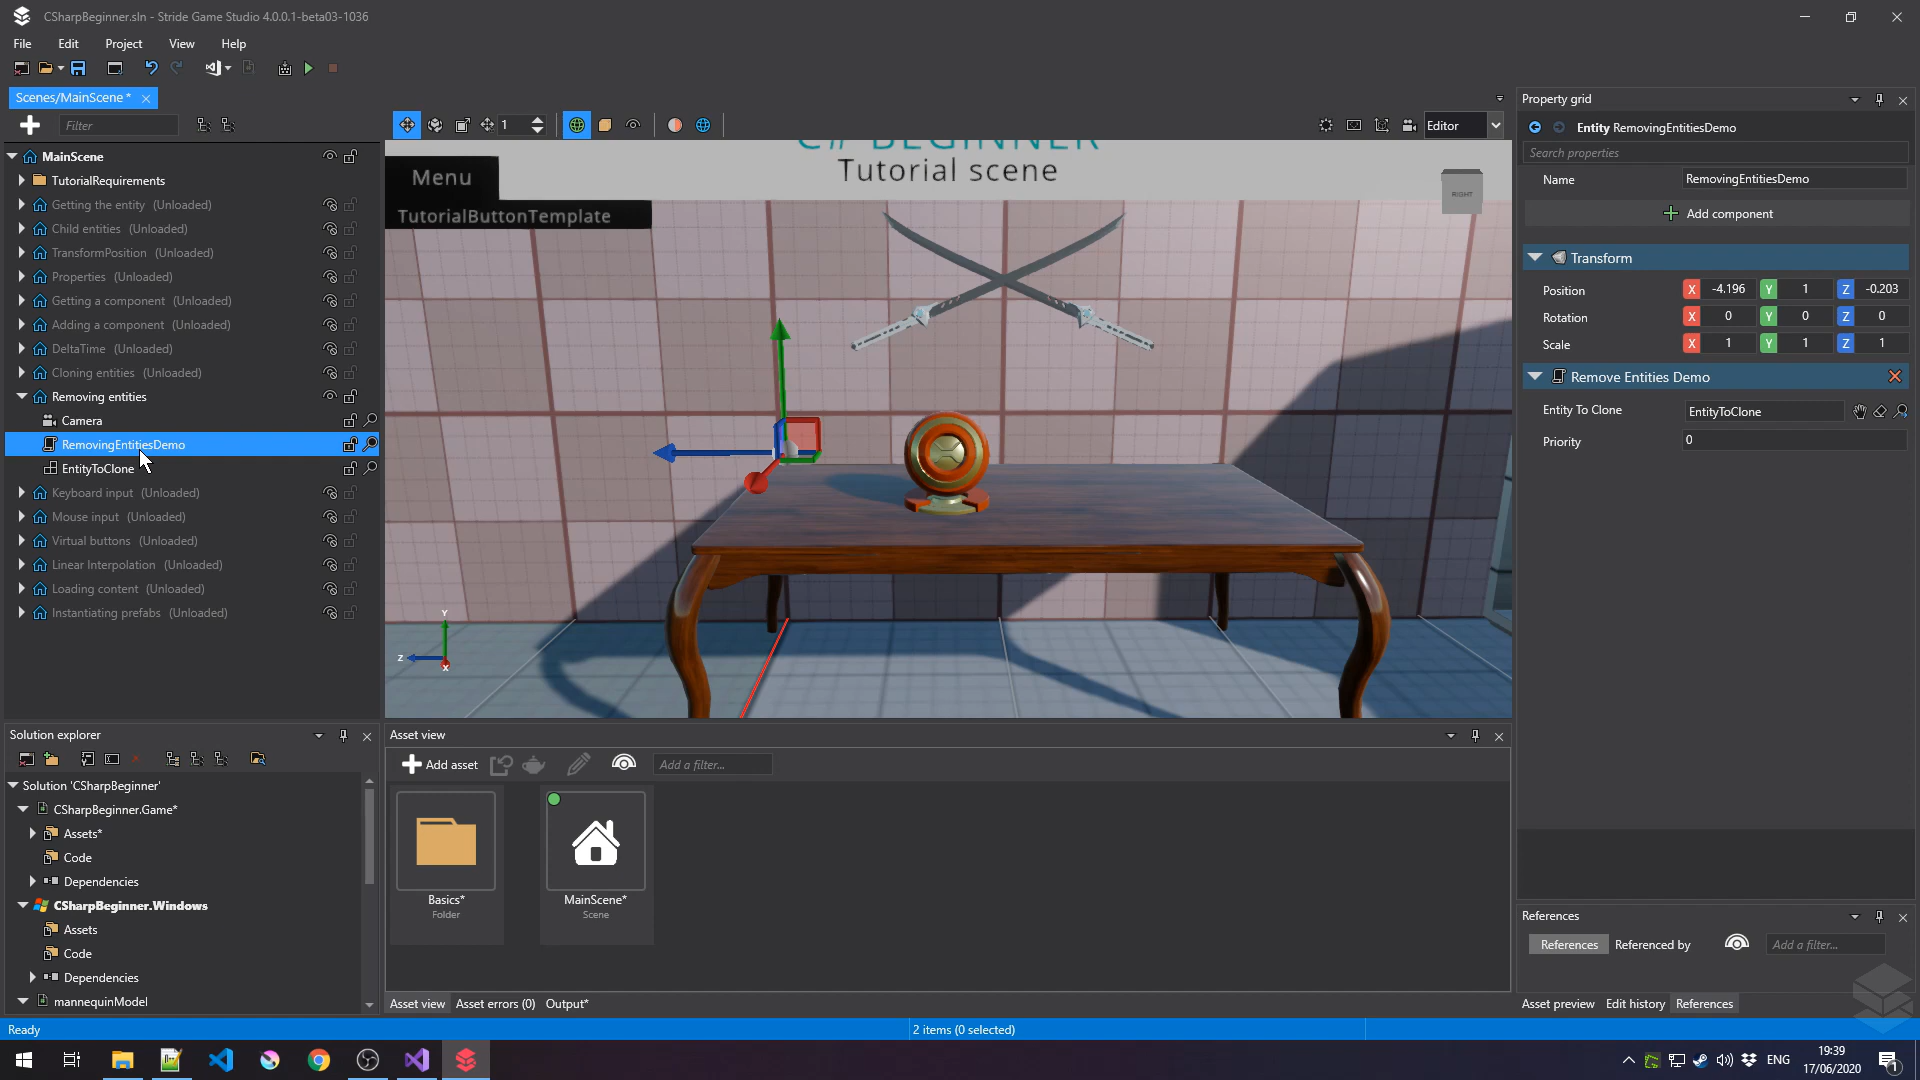 CSharpBeginner.sln - Stride Game Studio 4.0.0.1-beta03-1036
File Edit Project View Help
Scenes/MainScene *
Filter
1
Editor
MainScene
TutorialRequirements
Getting the entity (Unloaded)
Child entities (Unloaded)
TransformPosition (Unloaded)
Properties (Unloaded)
Getting a component (Unloaded)
Adding a component (Unloaded)
DeltaTime (Unloaded)
Cloning entities (Unloaded)
Removing entities
Camera
RemovingEntitiesDemo
EntityToClone
Keyboard input (Unloaded)
Mouse input (Unloaded)
Virtual buttons (Unloaded)
Linear Interpolation (Unloaded)
Loading content (Unloaded)
Instantiating prefabs (Unloaded)
C# BEGINNER
Tutorial scene
Menu
TutorialButtonTemplate
RIGHT
Y
Z
X
Property grid
Entity RemovingEntitiesDemo
Search properties
Name RemovingEntitiesDemo
Add component
Transform
Position X -4.196 Y 1 Z -0.203
Rotation X 0 Y 0 Z 0
Scale X 1 Y 1 Z 1
Remove Entities Demo
Entity To Clone EntityToClone
Priority 0
Solution explorer
Solution 'CSharpBeginner'
CSharpBeginner.Game*
Assets*
Code
Dependencies
CSharpBeginner.Windows
Assets
Code
Dependencies
mannequinModel
Asset view
Add asset
Add a filter...
Basics*
Folder
MainScene*
Scene
Asset view Asset errors (0) Output*
References
References Referenced by
Add a filter...
Asset preview Edit history References
Ready
2 items (0 selected)
ENG
19:39
17/06/2020
1